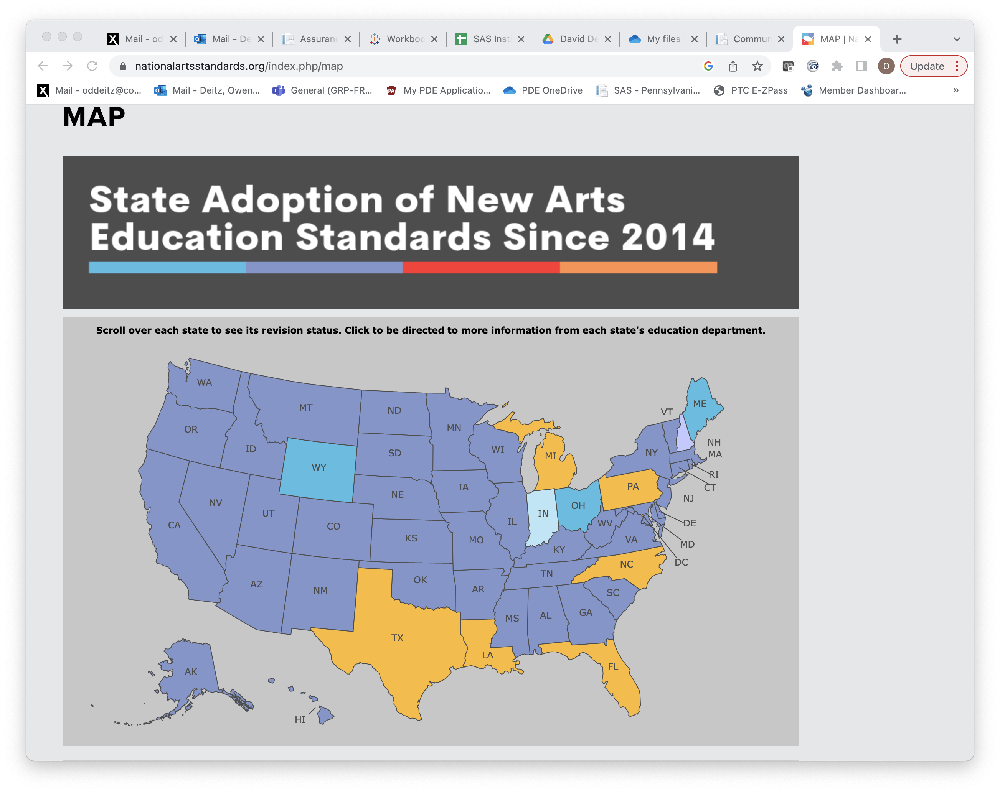 Mail - od
Mail - De
Assuran
Workboo
SAS Inst
David De
My files -
Commun
MAP | Na
nationalartsstandards.org/index.php/map
O
Update
Mail - oddeitz@co...
Mail - Deitz, Owen...
General (GRP-FR...
PA
My PDE Applicatio...
PDE OneDrive
SAS - Pennsylvani...
PTC E-ZPass
Member Dashboar...
»
MAP
State Adoption of New Arts
Education Standards Since 2014
Scroll over each state to see its revision status. Click to be directed to more information from each state's education department.
WA
MT
ND
MN
ME
VT
OR
ID
SD
WI
MI
NY
NH
MA
WY
RI
CT
IA
NE
PA
NJ
NV
UT
CO
IL
IN
OH
WV
DE
CA
KS
MO
KY
VA
MD
DC
AZ
NM
OK
AR
TN
NC
SC
MS
AL
GA
TX
LA
FL
AK
HI